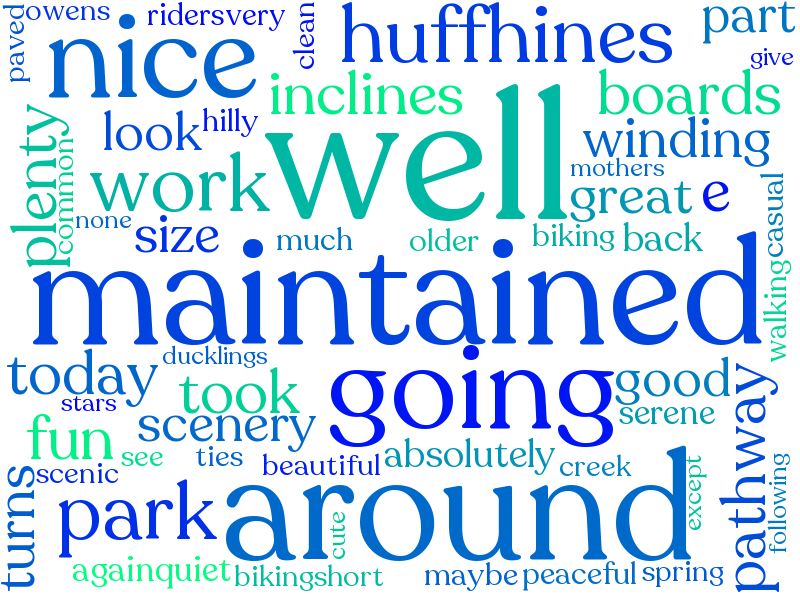 paved
owens
ridersvery
clean
huffhines
part
give
nice
inclines
boards
plenty
look
hilly
well
winding
mothers
common
work
great
e
casual
none
size
much
older
biking
back
maintained
walking
ducklings
today
stars
took
going
good
pathway
fun
scenery
serene
see
ties
beautiful
absolutely
creek
scenic
turns
park
around
except
following
cute
againquiet
bikingshort
maybe
peaceful
spring